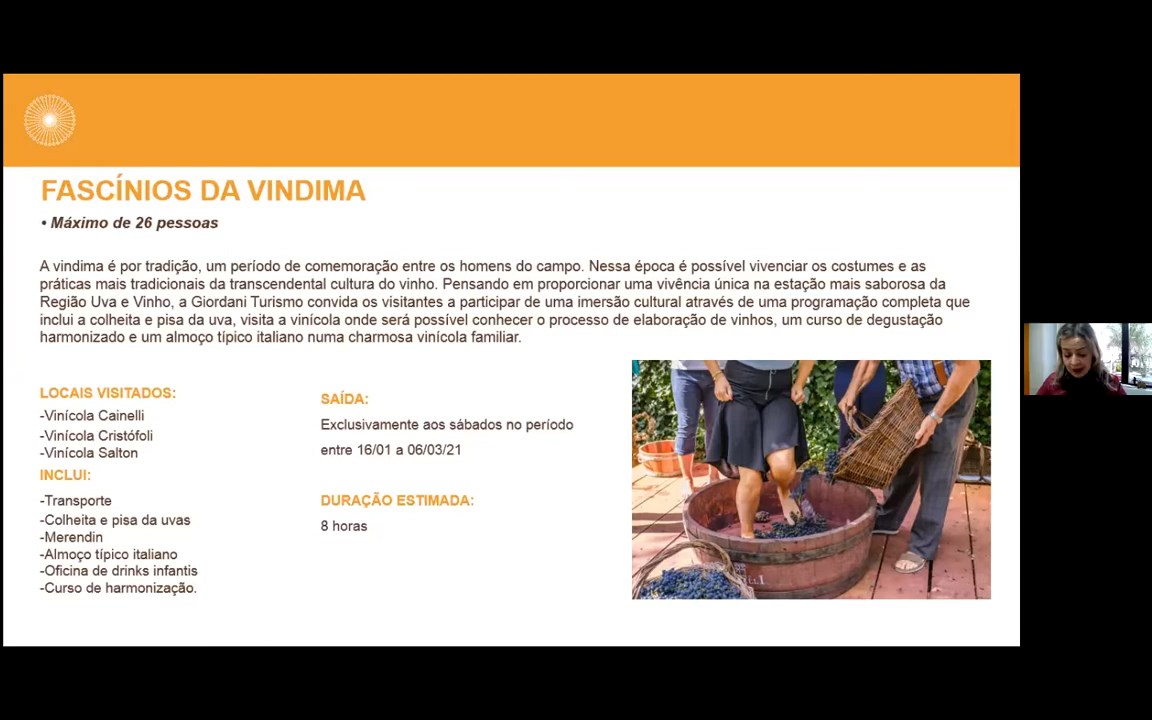 FASCÍNIOS DA VINDIMA
• Máximo de 26 pessoas
A vindima é por tradição, um período de comemoração entre os homens do campo. Nessa época é possível vivenciar os costumes e as
práticas mais tradicionais da transcendental cultura do vinho. Pensando em proporcionar uma vivência única na estação mais saborosa da
Região Uva e Vinho, a Giordani Turismo convida os visitantes a participar de uma imersão cultural através de uma programação completa que
inclui a colheita e pisa da uva, visita a vinícola onde será possível conhecer o processo de elaboração de vinhos, um curso de degustação
harmonizado e um almoço típico italiano numa charmosa vinícola familiar.
LOCAIS VISITADOS:
-Vinícola Cainelli
-Vinícola Cristófoli
-Vinícola Salton
INCLUI:
-Transporte
-Colheita e pisa da uvas
-Merendin
-Almoço típico italiano
-Oficina de drinks infantis
-Curso de harmonização.
SAÍDA:
Exclusivamente aos sábados no período
entre 16/01 a 06/03/21
DURAÇÃO ESTIMADA:
8 horas